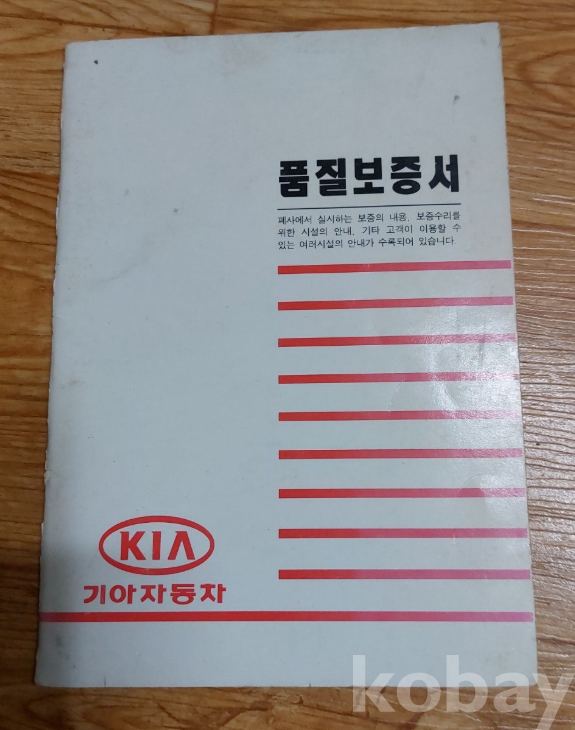 품질보증서
폐사에서 실시하는 보증의 내용, 보증수리를
위한 시설의 안내, 기타 고객이 이용할 수
있는 여러시설의 안내가 수록되어 있습니다.
KIA
기아자동차
kobay